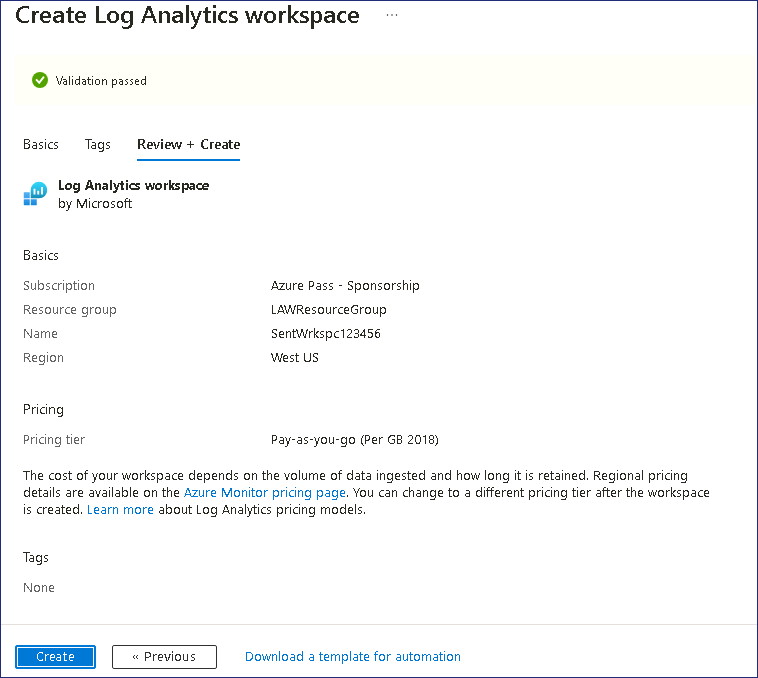 Create Log Analytics workspace ...
Validation passed
Basics Tags Review + Create
Log Analytics workspace
by Microsoft
Basics
Subscription Azure Pass - Sponsorship
Resource group LAWResourceGroup
Name SentWrkspc123456
Region West US
Pricing
Pricing tier Pay-as-you-go (Per GB 2018)
The cost of your workspace depends on the volume of data ingested and how long it is retained. Regional pricing
details are available on the Azure Monitor pricing page. You can change to a different pricing tier after the workspace
is created. Learn more about Log Analytics pricing models.
Tags
None
Create « Previous Download a template for automation